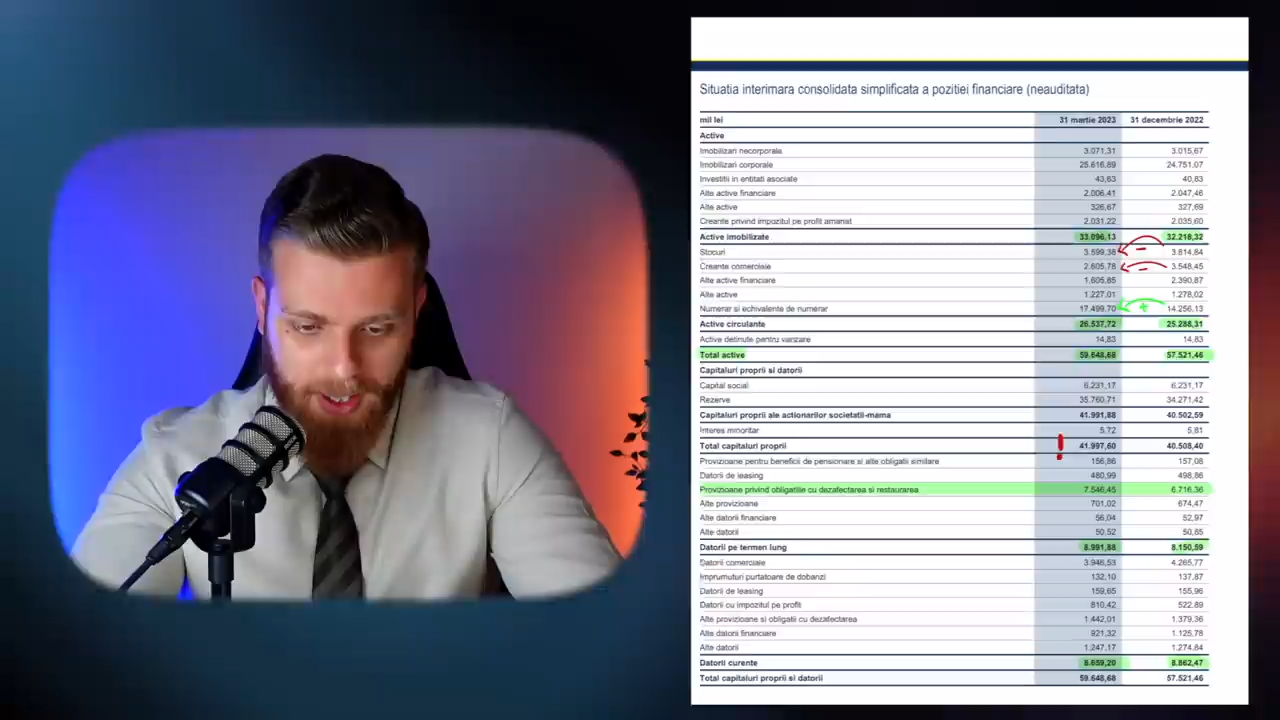 Situatia interimara consolidata simplificata a pozitiei financiare (neauditata)
mil lei 31 martie 2023 31 decembrie 2022
Active
Imobilizari necorporale 3.071,31 3.015,67
Imobilizari corporale 25.616,89 24.751,07
Investitii in entitati asociate 43,63 40,83
Alte active financiare 2.006,41 2.047,46
Alte active 326,67 327,69
Creante privind impozitul pe profit amanat 2.031,22 2.035,60
Active imobilizate 33.096,13 32.218,32
Stocuri 3.599,38 - 3.814,84
Creante comerciale 2.605,78 - 3.548,45
Alte active financiare 1.605,85 2.390,87
Alte active 1.227,01 1.278,02
Numerar si echivalente de numerar 17.499,70 + 14.256,13
Active circulante 26.537,72 25.288,31
Active detinute pentru vanzare 14,83 14,83
Total active 59.648,68 57.521,46
Capitaluri proprii si datorii
Capital social 6.231,17 6.231,17
Rezerve 35.760,71 34.271,42
Capitaluri proprii ale actionarilor societatii-mama 41.991,88 40.502,59
Interes minoritar 5,72 5,81
Total capitaluri proprii ! 41.997,60 40.508,40
Provizioane pentru beneficii de pensionare si alte obligatii similare 156,86 157,08
Datorii de leasing 480,99 498,86
Provizioane privind obligatiile cu dezafectarea si restaurarea 7.546,45 6.716,36
Alte provizioane 701,02 674,47
Alte datorii financiare 56,04 52,97
Alte datorii 50,52 50,85
Datorii pe termen lung 8.991,88 8.150,59
Datorii comerciale 3.946,53 4.265,77
Imprumuturi purtatoare de dobanzi 132,10 137,87
Datorii de leasing 159,65 155,96
Datorii cu impozitul pe profit 810,42 522,89
Alte provizioane si obligatii cu dezafectarea 1.442,01 1.379,36
Alte datorii financiare 921,32 1.125,78
Alte datorii 1.247,17 1.274,84
Datorii curente 8.659,20 8.862,47
Total capitaluri proprii si datorii 59.648,68 57.521,46